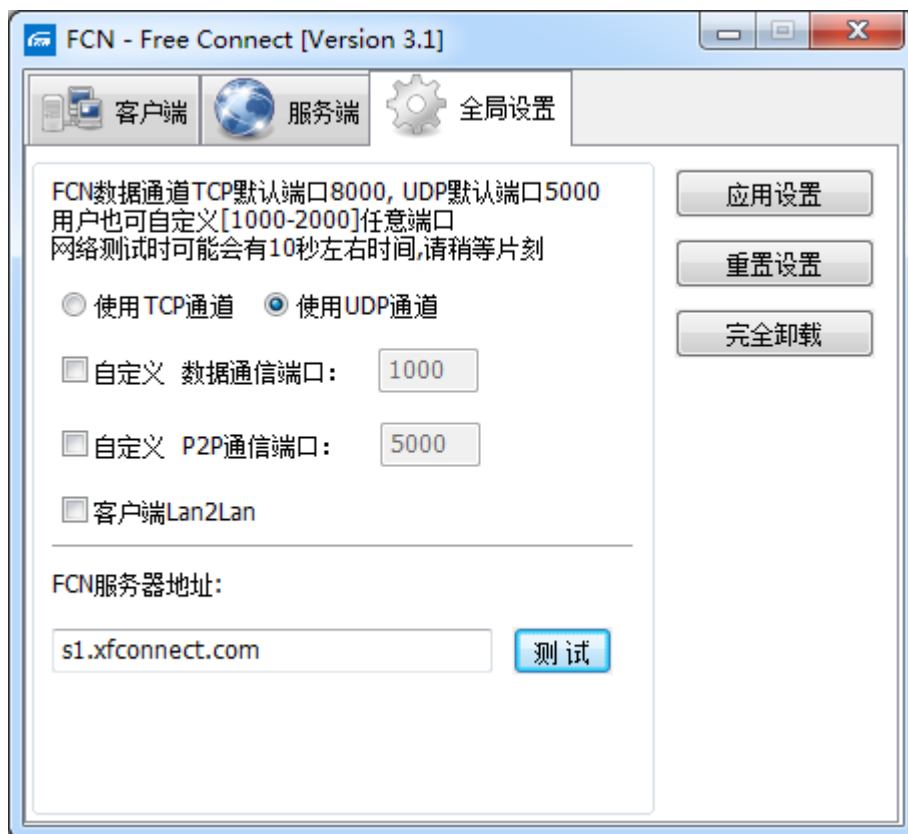 FCN - Free Connect [Version 3.1]
客户端
服务端
全局设置
FCN数据通道TCP默认端口8000, UDP默认端口5000
用户也可自定义[1000-2000]任意端口
网络测试时可能会有10秒左右时间,请稍等片刻
使用TCP通道 使用UDP通道
自定义 数据通信端口: 1000
自定义 P2P通信端口: 5000
客户端Lan2Lan
FCN服务器地址:
s1.xfconnect.com 测 试
应用设置
重置设置
完全卸载